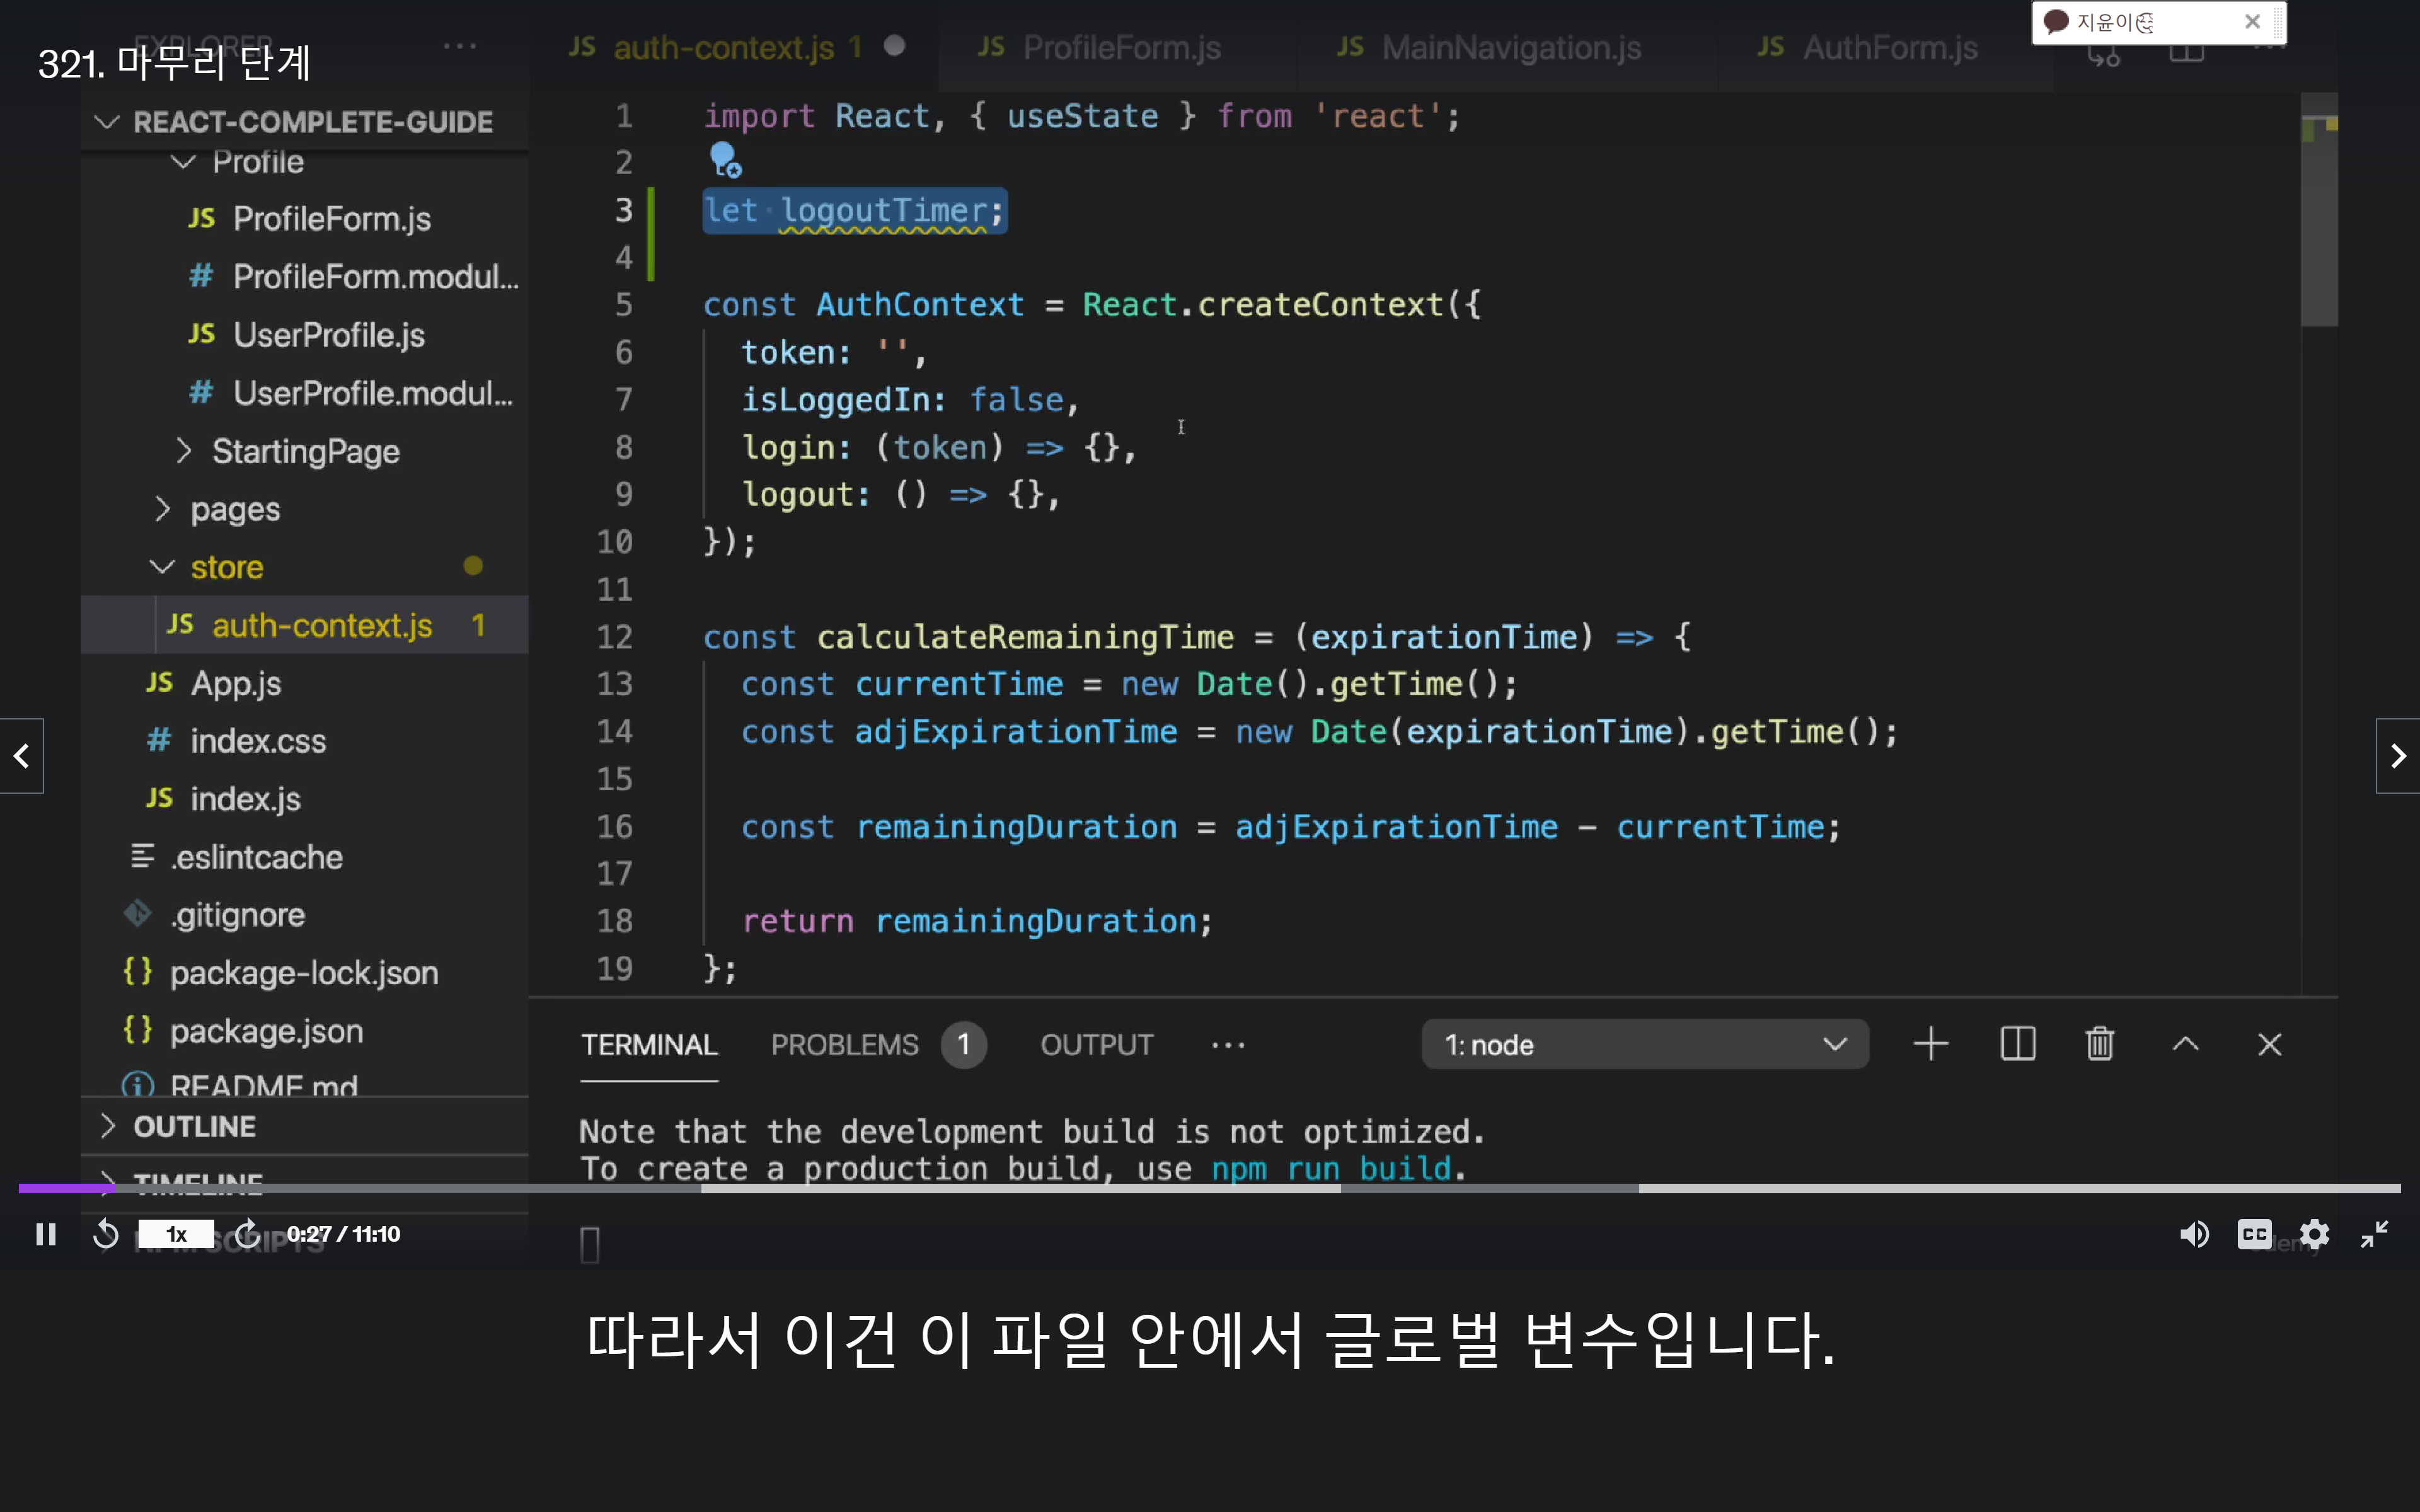 EXPLORER
321. 마무리 단계
REACT-COMPLETE-GUIDE
Profile
JS ProfileForm.js
# ProfileForm.modul...
JS UserProfile.js
# UserProfile.modul...
StartingPage
pages
store
JS auth-context.js 1
JS App.js
# index.css
JS index.js
.eslintcache
.gitignore
{} package-lock.json
{} package.json
README.md
OUTLINE
TIMELINE
NPM SCRIPTS
JS auth-context.js 1
JS ProfileForm.js
JS MainNavigation.js
JS AuthForm.js
지윤이
1 import React, { useState } from 'react';
2
3 let logoutTimer;
4
5 const AuthContext = React.createContext({
6 token: '',
7 isLoggedIn: false,
8 login: (token) => {},
9 logout: () => {},
10 });
11
12 const calculateRemainingTime = (expirationTime) => {
13 const currentTime = new Date().getTime();
14 const adjExpirationTime = new Date(expirationTime).getTime();
15
16 const remainingDuration = adjExpirationTime - currentTime;
17
18 return remainingDuration;
19 };
TERMINAL PROBLEMS 1 OUTPUT ··· 1: node
Note that the development build is not optimized.
To create a production build, use npm run build.
1x 0:27 / 11:10
CC
따라서 이건 이 파일 안에서 글로벌 변수입니다.